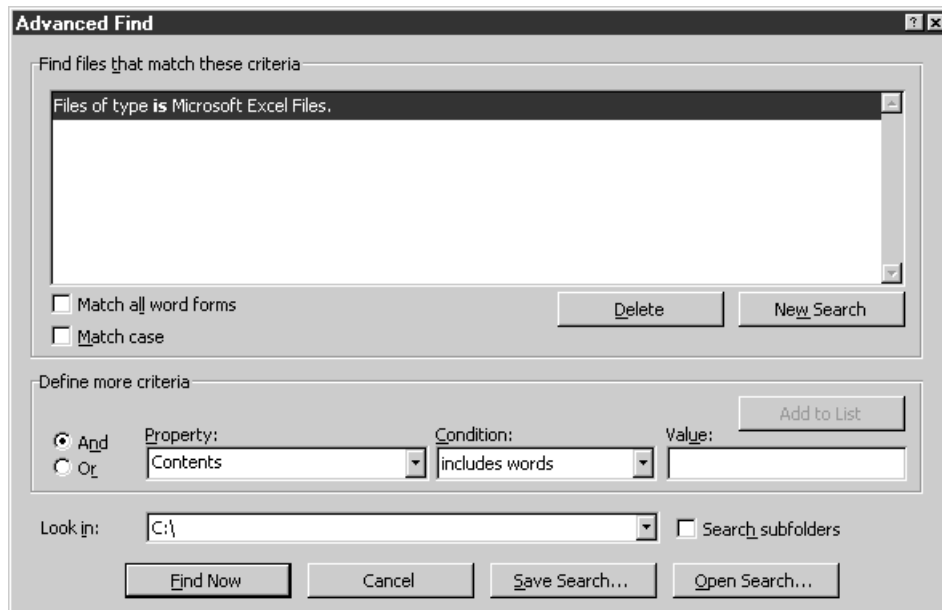 Advanced Find
Find files that match these criteria
Files of type is Microsoft Excel Files.
Match all word forms
Delete
New Search
Match case
Define more criteria
Add to List
And
Property:
Condition:
Value:
Or
Contents
includes words
Look in:
C:\
Search subfolders
Find Now
Cancel
Save Search...
Open Search...